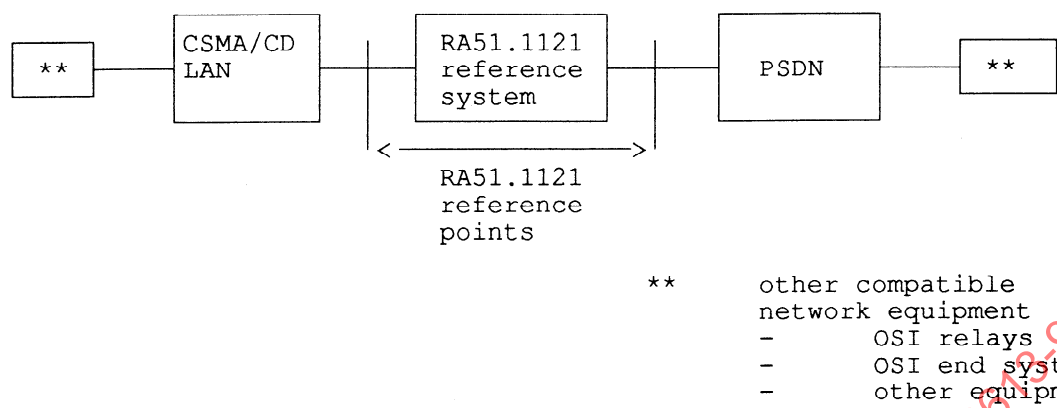 **
CSMA/CD
LAN
RA51.1121
reference
system
PSDN
**
RA51.1121
reference
points
** other compatible
network equipment
- OSI relays
- OSI end
- other